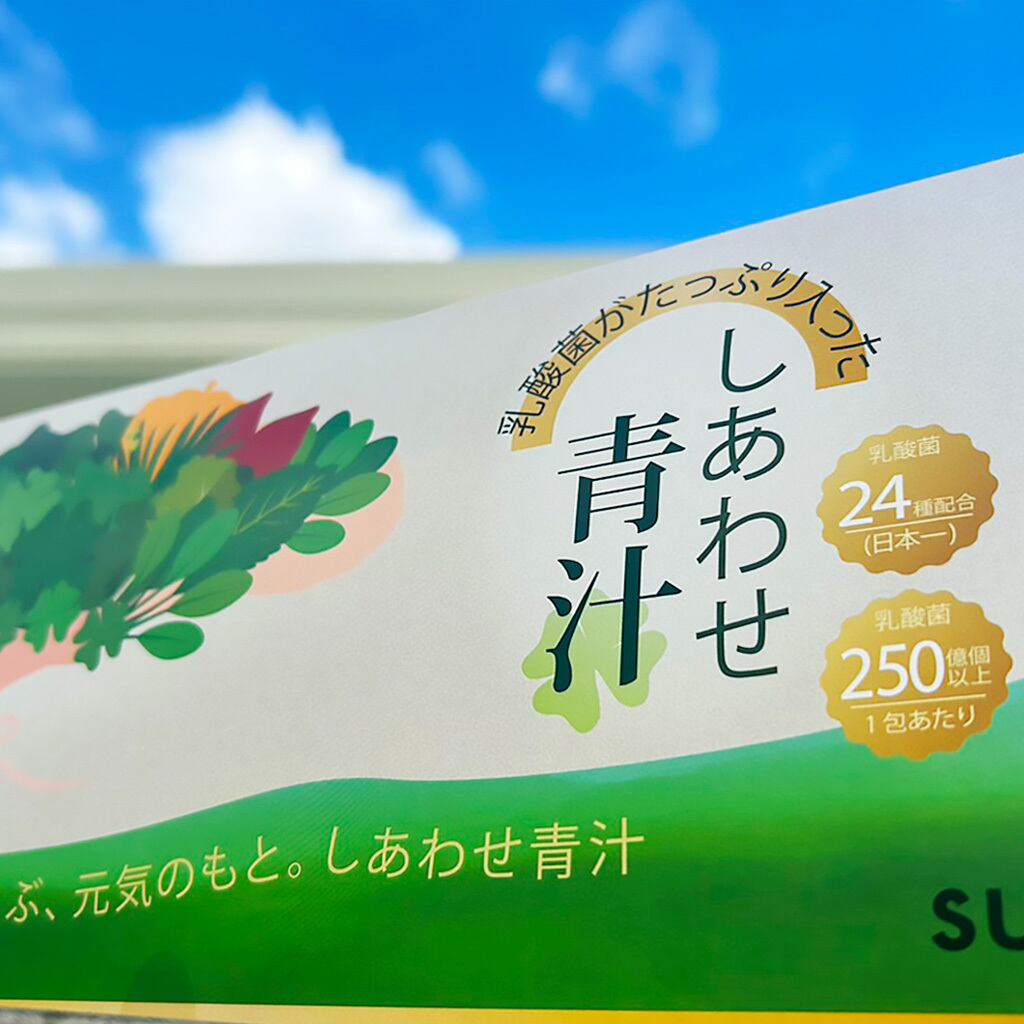 乳酸菌がたっぷり入った
しあわせ
青汁
乳酸菌
24種配合
(日本一)
乳酸菌
250億個
以上
1包あたり
ぶ、元気のもと。しあわせ青汁
SU